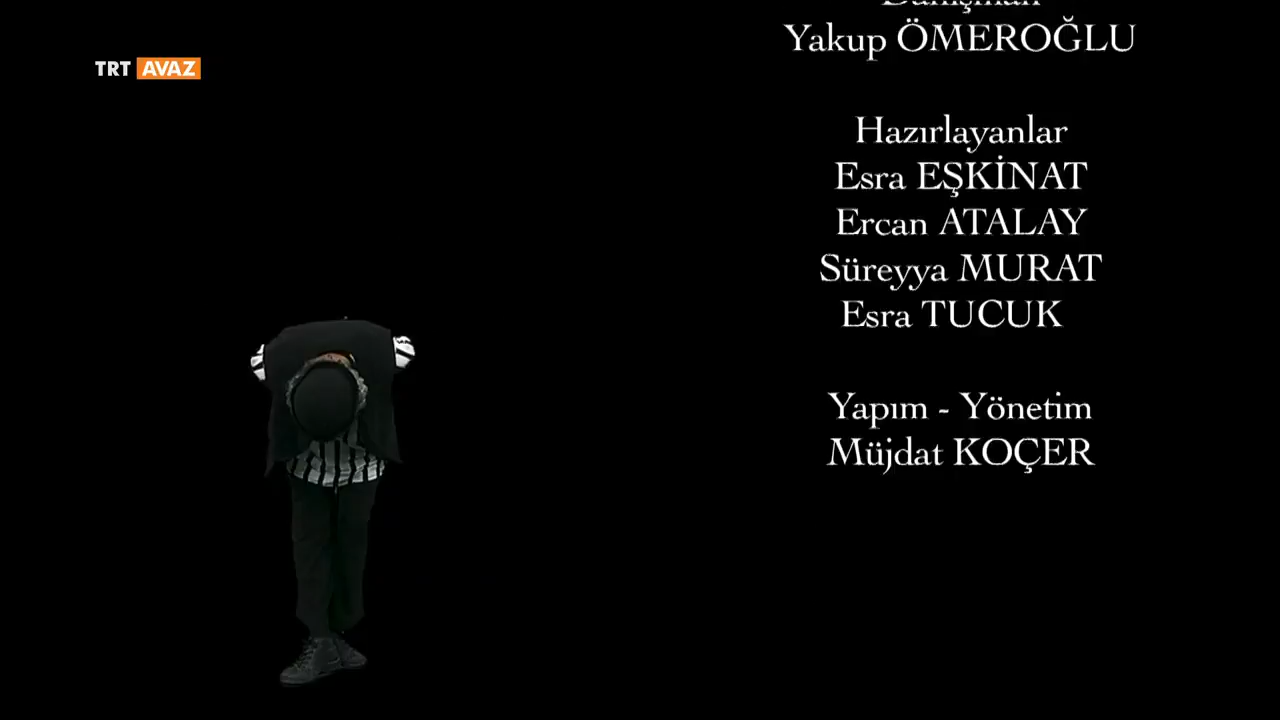 TRT AVAZ
Yakup ÖMEROĞLU
Hazırlayanlar
Esra EŞKİNAT
Ercan ATALAY
Süreyya MURAT
Esra TUCUK
Yapım - Yönetim
Müjdat KOÇER